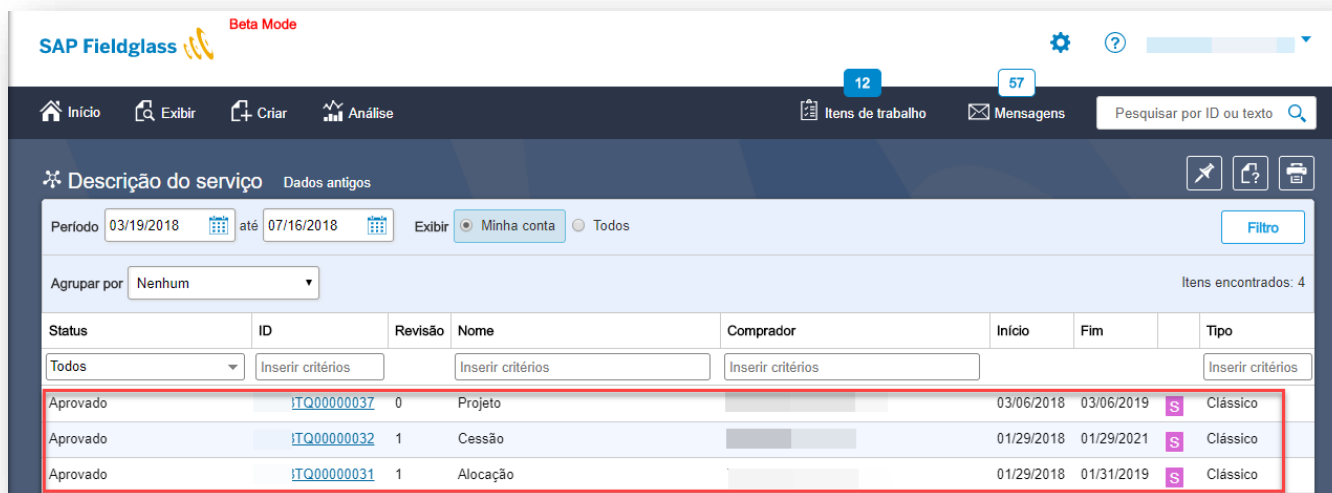 Beta Mode
SAP Fieldglass
12 57
Início Exibir Criar Análise Itens de trabalho Mensagens Pesquisar por ID ou texto
Descrição do serviço Dados antigos
Período 03/19/2018 até 07/16/2018 Exibir Minha conta Todos Filtro
Agrupar por Nenhum Itens encontrados: 4
Status ID Revisão Nome Comprador Início Fim Tipo
Todos Inserir critérios Inserir critérios Inserir critérios Inserir critérios
Aprovado TQ00000037 0 Projeto 03/06/2018 03/06/2019 S Clássico
Aprovado TQ00000032 1 Cessão 01/29/2018 01/29/2021 S Clássico
Aprovado TQ00000031 1 Alocação 01/29/2018 01/31/2019 S Clássico